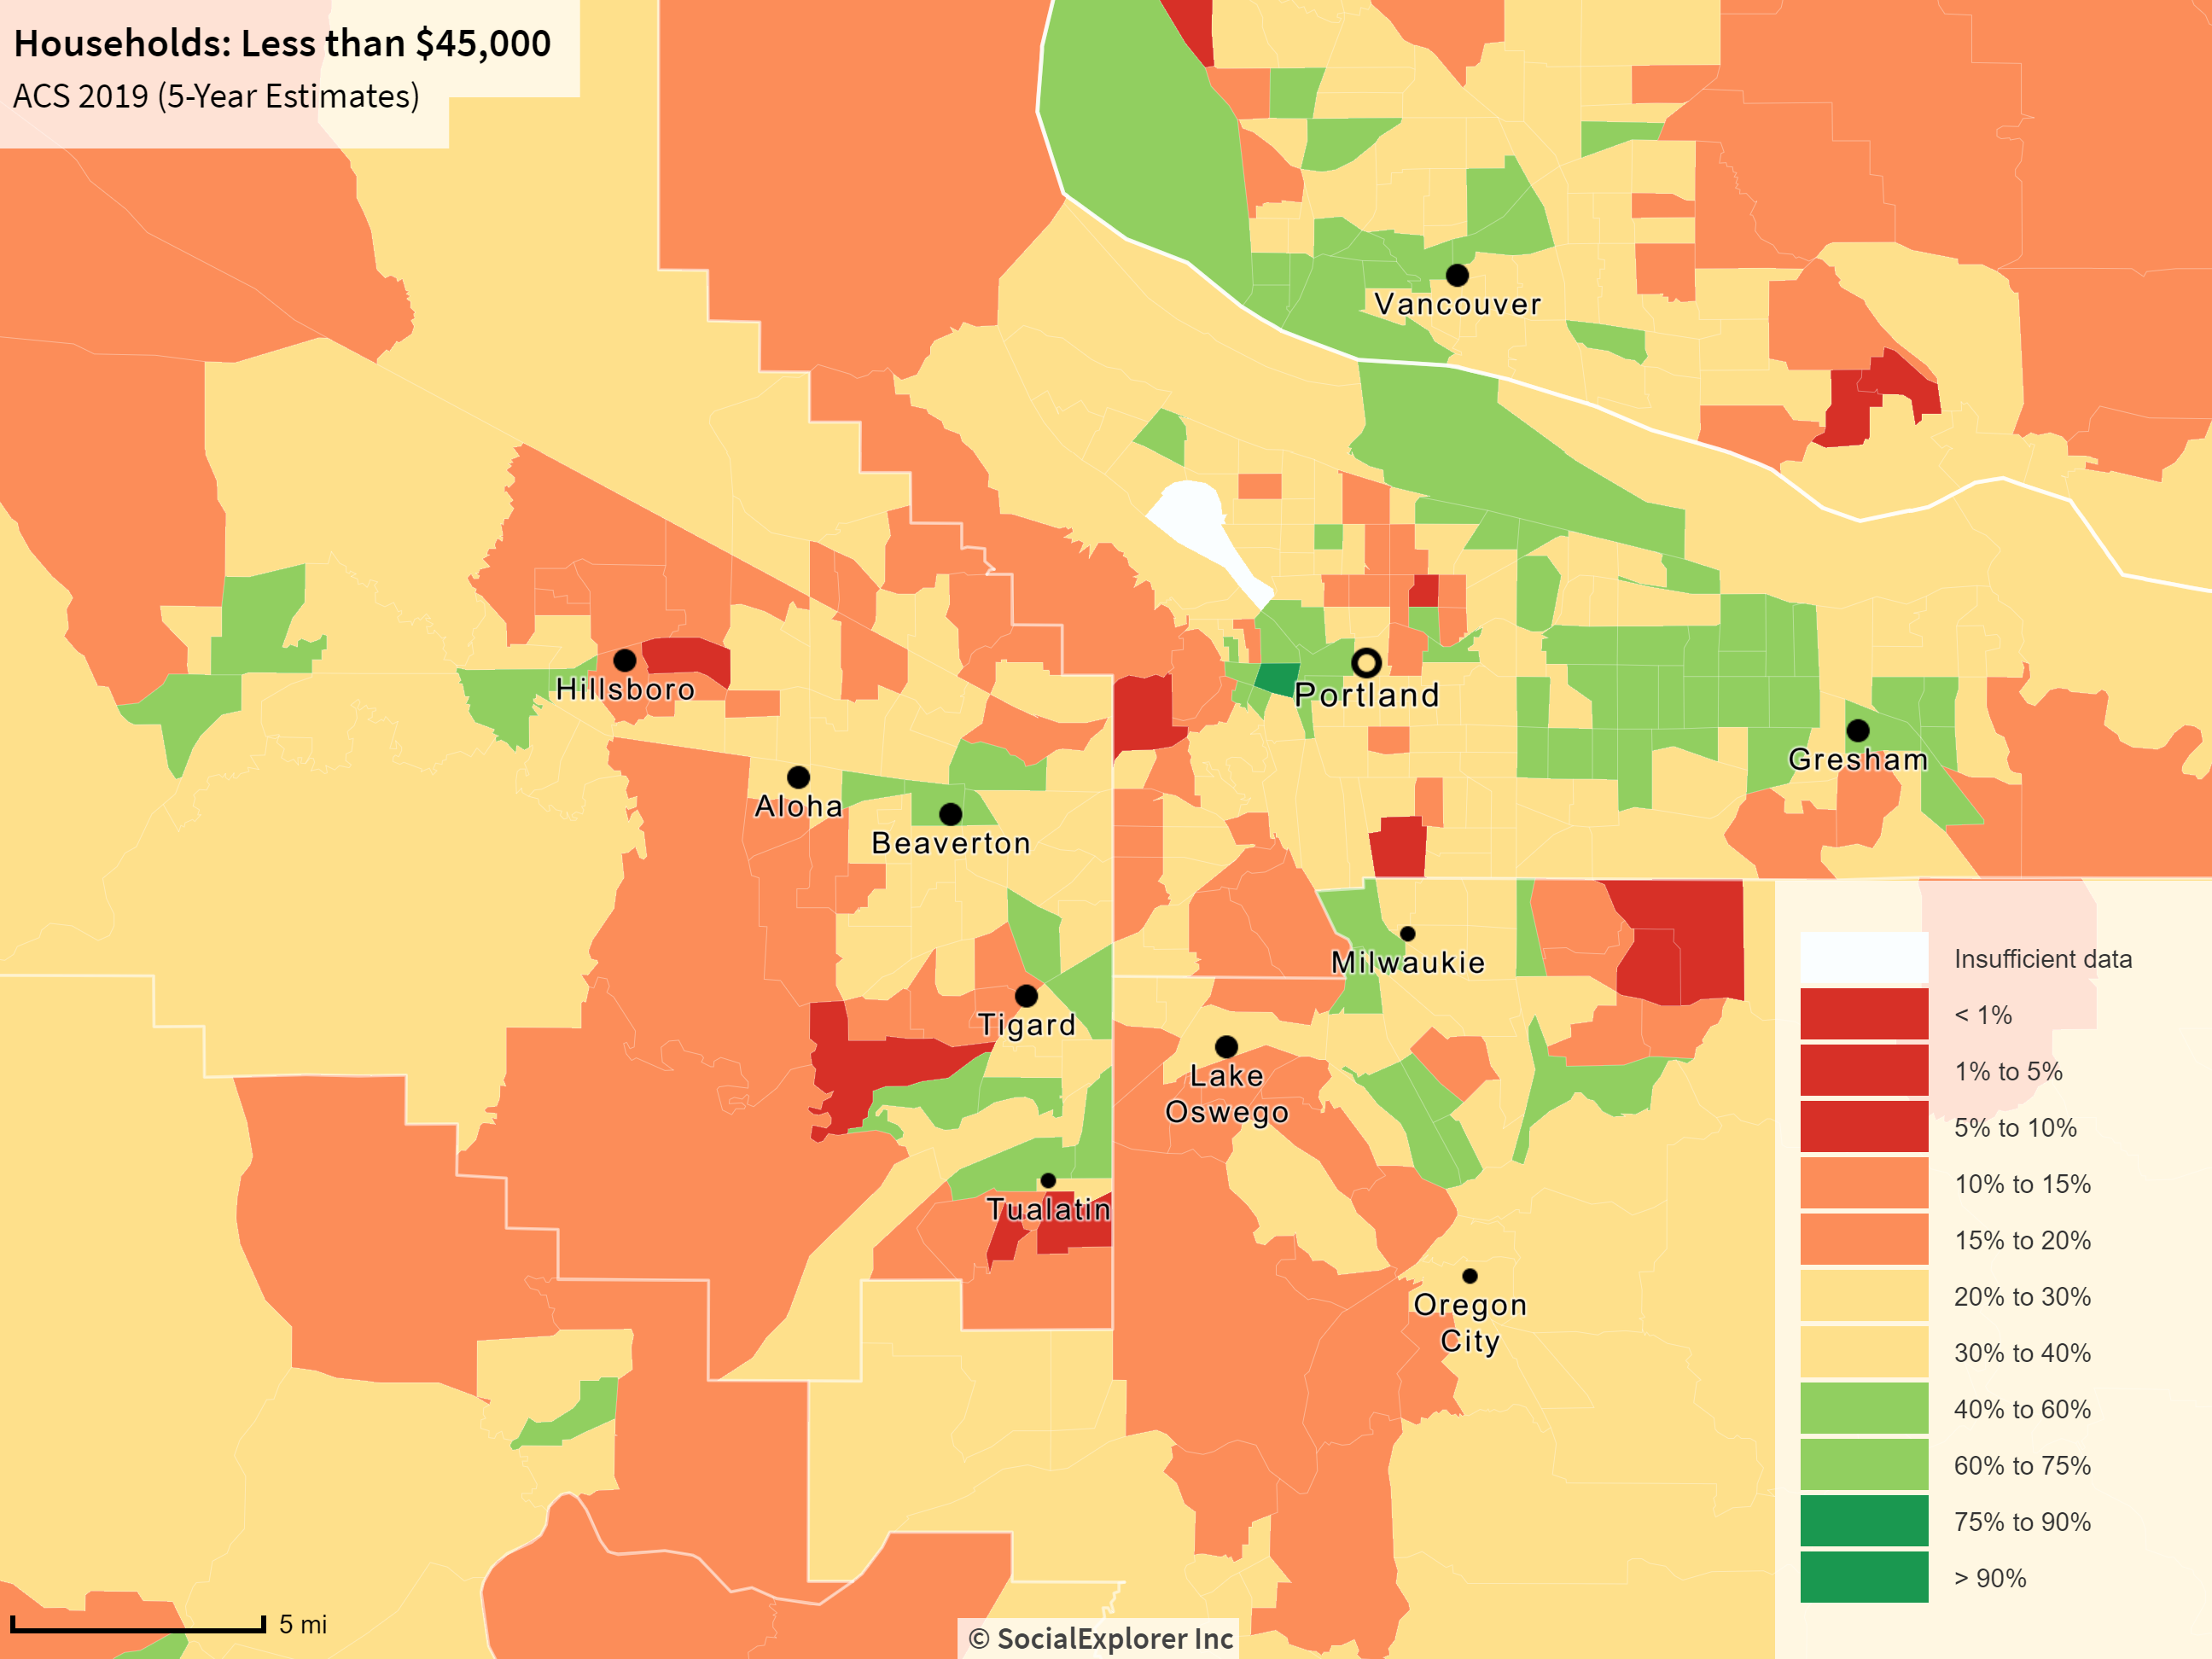 Households: Less than $45,000
ACS 2019 (5-Year Estimates)
Vancouver
Hillsboro
Portland
Gresham
Aloha
Beaverton
Milwaukie
Tigard
Lake
Oswego
Tualatin
Oregon
City
Insufficient data
< 1%
1% to 5%
5% to 10%
10% to 15%
15% to 20%
20% to 30%
30% to 40%
40% to 60%
60% to 75%
75% to 90%
> 90%
5 mi
© SocialExplorer Inc